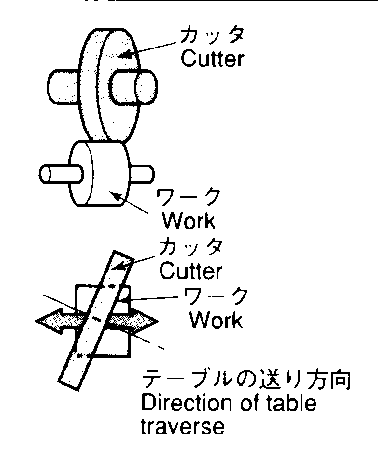 カッタ
Cutter
ワーク
Work
カッタ
Cutter
ワーク
Work
テーブルの送り方向
Direction of table
traverse